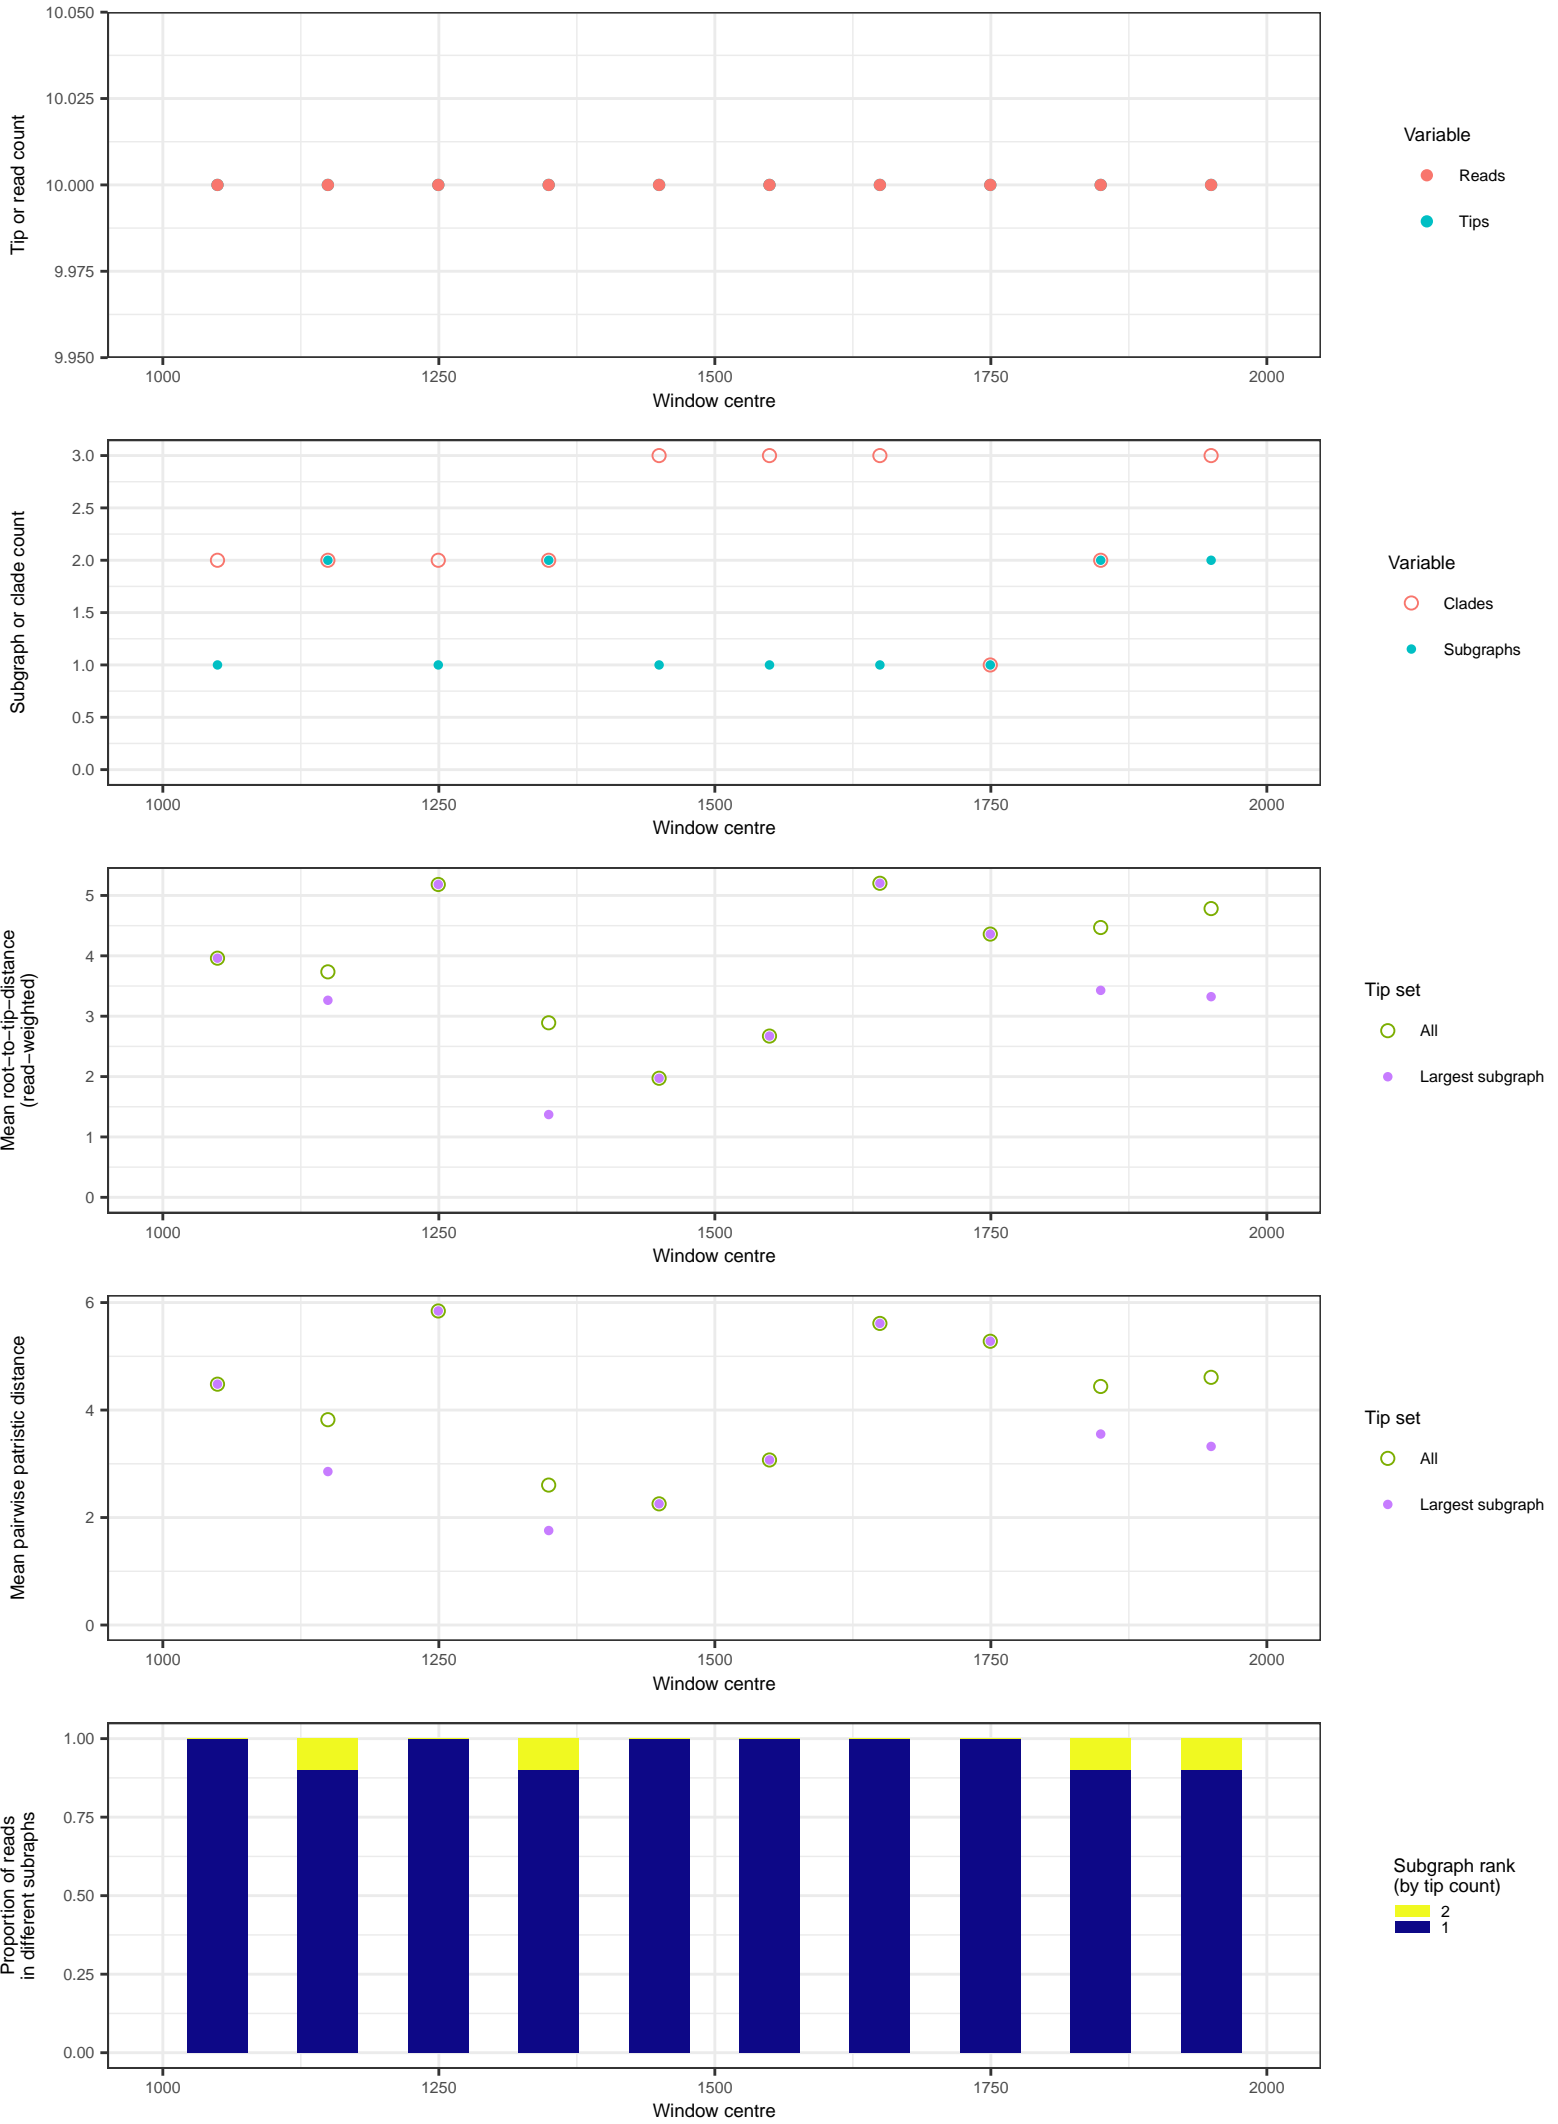 10.050
10.025
10.000
9.975
9.950
Tip or read count
1000 1250 1500 1750 2000
Window centre
Variable
Reads
Tips
3.0
2.5
2.0
1.5
1.0
0.5
0.0
Subgraph or clade count
1000 1250 1500 1750 2000
Window centre
Variable
Clades
Subgraphs
5
4
3
2
1
0
Mean root−to−tip−distance
(read−weighted)
1000 1250 1500 1750 2000
Window centre
Tip set
All
Largest subgraph
6
4
2
0
Mean pairwise patristic distance
1000 1250 1500 1750 2000
Window centre
Tip set
All
Largest subgraph
1.00
0.75
0.50
0.25
0.00
Proportion of reads
in different subraphs
1000 1250 1500 1750 2000
Window centre
Subgraph rank
(by tip count)
2
1